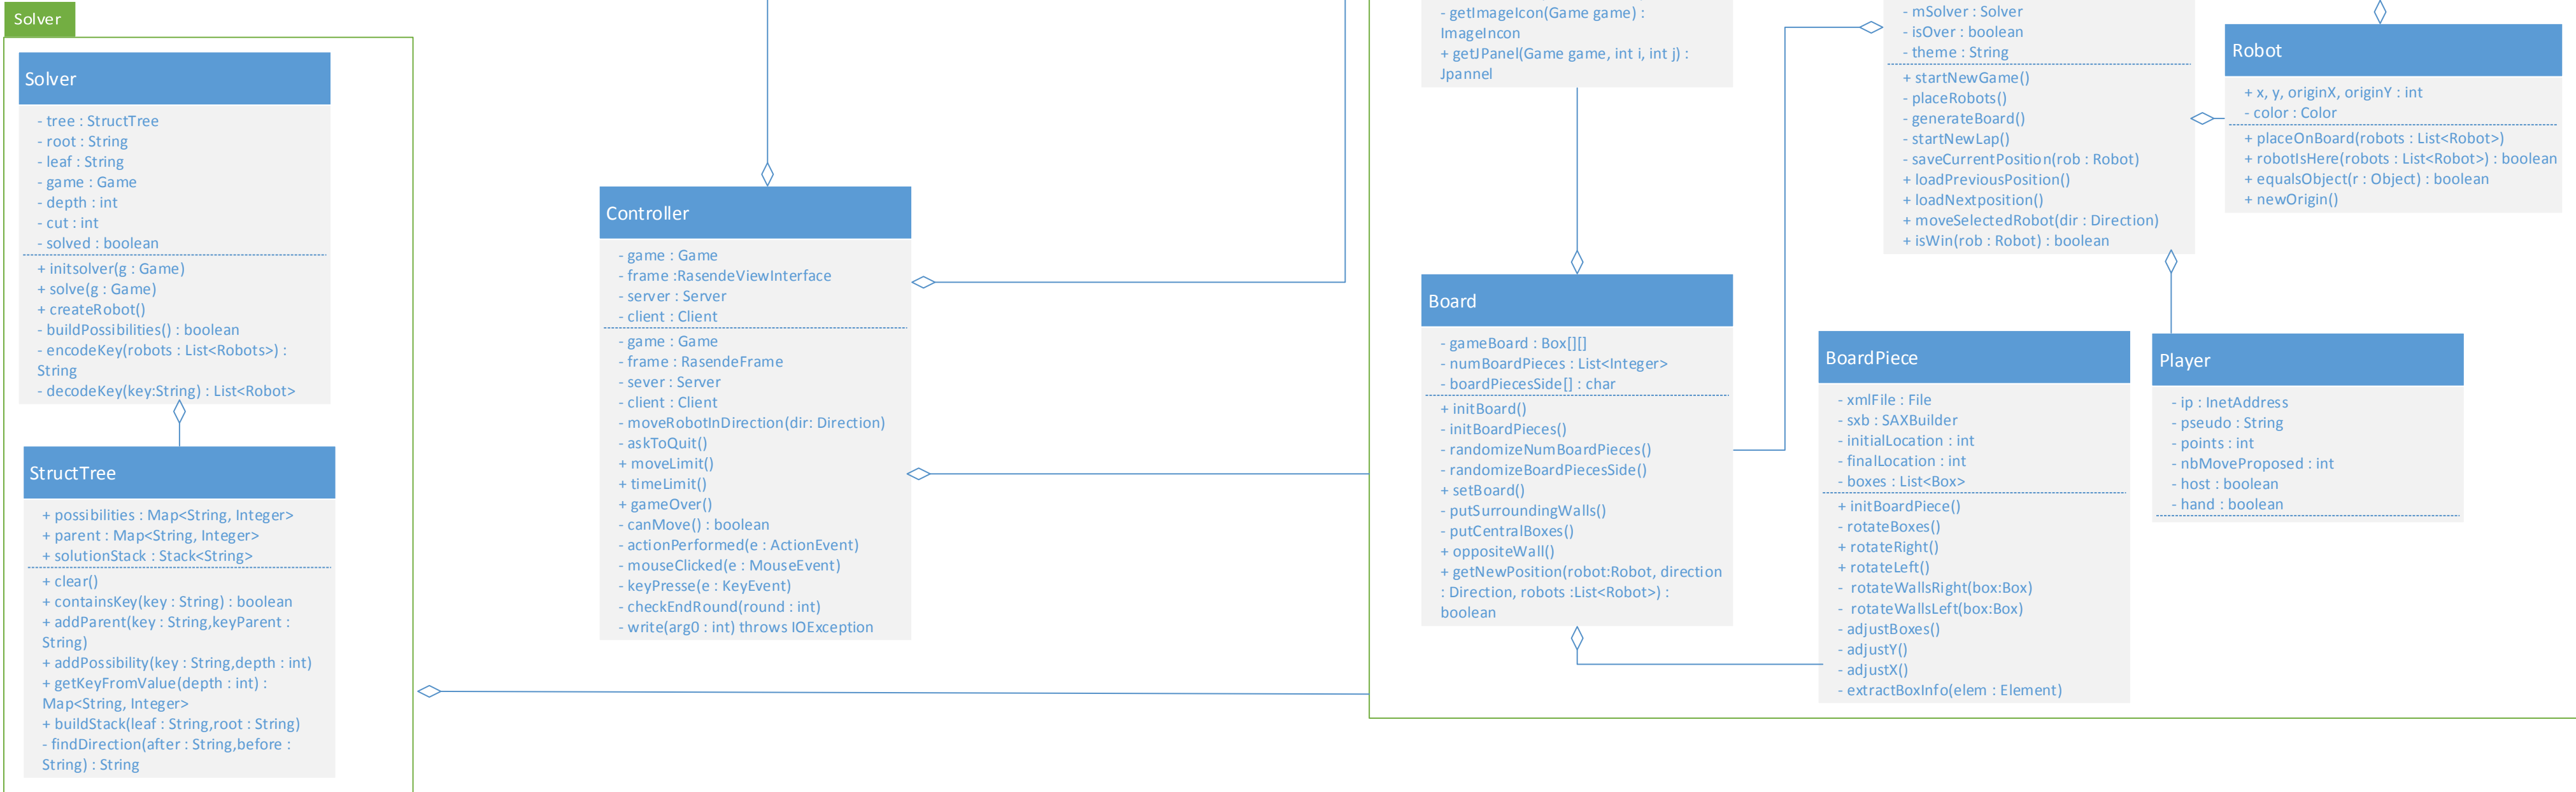 Solver
Solver
- tree : StructTree
- root : String
- leaf : String
- game : Game
- depth : int
- cut : int
- solved : boolean
+ initsolver(g : Game)
+ solve(g : Game)
+ createRobot()
- buildPossibilities() : boolean
- encodeKey(robots : List<Robots>) :
String
- decodeKey(key:String) : List<Robot>
StructTree
+ possibilities : Map<String, Integer>
+ parent : Map<String, Integer>
+ solutionStack : Stack<String>
+ clear()
+ containsKey(key : String) : boolean
+ addParent(key : String,keyParent :
String)
+ addPossibility(key : String,depth : int)
+ getKeyFromValue(depth : int) :
Map<String, Integer>
+ buildStack(leaf : String,root : String)
- findDirection(after : String,before :
String) : String
Controller
- game : Game
- frame :RasendeViewInterface
- server : Server
- client : Client
- game : Game
- frame : RasendeFrame
- sever : Server
- client : Client
- moveRobotInDirection(dir: Direction)
- askToQuit()
+ moveLimit()
+ timeLimit()
+ gameOver()
- canMove() : boolean
- actionPerformed(e : ActionEvent)
- mouseClicked(e : MouseEvent)
- keyPresse(e : KeyEvent)
- checkEndRound(round : int)
- write(arg0 : int) throws IOException
- getImageIcon(Game game) :
ImageIncon
+ getJPanel(Game game, int i, int j) :
Jpannel
Board
- gameBoard : Box[][]
- numBoardPieces : List<Integer>
- boardPiecesSide[] : char
+ initBoard()
- initBoardPieces()
- randomizeNumBoardPieces()
- randomizeBoardPiecesSide()
+ setBoard()
- putSurroundingWalls()
- putCentralBoxes()
+ oppositeWall()
+ getNewPosition(robot:Robot, direction
: Direction, robots :List<Robot>) :
boolean
- mSolver : Solver
- isOver : boolean
- theme : String
+ startNewGame()
- placeRobots()
- generateBoard()
- startNewLap()
- saveCurrentPosition(rob : Robot)
+ loadPreviousPosition()
+ loadNextposition()
+ moveSelectedRobot(dir : Direction)
+ isWin(rob : Robot) : boolean
BoardPiece
- xmlFile : File
- sxb : SAXBuilder
- initialLocation : int
- finalLocation : int
- boxes : List<Box>
+ initBoardPiece()
- rotateBoxes()
+ rotateRight()
+ rotateLeft()
- rotateWallsRight(box:Box)
- rotateWallsLeft(box:Box)
- adjustBoxes()
- adjustY()
- adjustX()
- extractBoxInfo(elem : Element)
Robot
+ x, y, originX, originY : int
- color : Color
+ placeOnBoard(robots : List<Robot>)
+ robotIsHere(robots : List<Robot>) : boolean
+ equalsObject(r : Object) : boolean
+ newOrigin()
Player
- ip : InetAddress
- pseudo : String
- points : int
- nbMoveProposed : int
- host : boolean
- hand : boolean